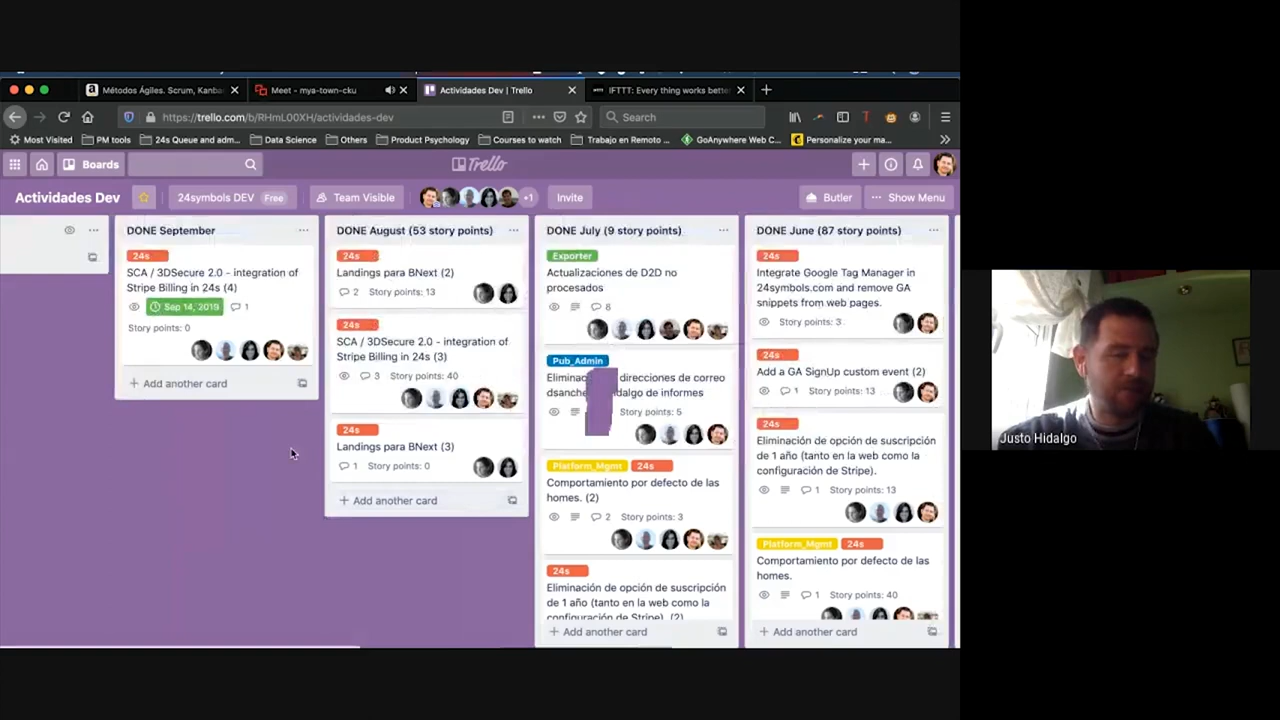 Métodos Ágiles. Scrum, Kanba
Meet - mya-town-cku
Actividades Dev | Trello
IFTTT: Every thing works bette
https://trello.com/b/RHmL00XH/actividades-dev
Search
Most Visited
PM tools
24s Queue and adm...
Data Science
Others
Product Psychology
Courses to watch
Trabajo en Remoto ...
GoAnywhere Web C...
Personalize your ma...
Boards
Trello
Actividades Dev
24symbols DEV Free
Team Visible
+1
Invite
Butler
Show Menu
DONE September
24s
SCA / 3DSecure 2.0 - integration of
Stripe Billing in 24s (4)
Sep 14, 2019
1
Story points: 0
+ Add another card
DONE August (53 story points)
24s
Landings para BNext (2)
2 Story points: 13
24s
SCA / 3DSecure 2.0 - integration of
Stripe Billing in 24s (3)
3 Story points: 40
24s
Landings para BNext (3)
1 Story points: 0
+ Add another card
DONE July (9 story points)
Exporter
Actualizaciones de D2D no
procesados
8
Pub_Admin
direcciones de correo
de informes
Story points: 5
Platform_Mgmt 24s
Comportamiento por defecto de las
homes. (2)
2 Story points: 3
24s
Eliminación de opción de suscripción
de 1 año (tanto en la web como la
configuración de Stripe). (2)
+ Add another card
DONE June (87 story points)
24s
Integrate Google Tag Manager in
24symbols.com and remove GA
snippets from web pages.
Story points: 3
24s
Add a GA SignUp custom event (2)
1 Story points: 13
24s
Eliminación de opción de suscripción
de 1 año (tanto en la web como la
configuración de Stripe).
1 Story points: 13
Platform_Mgmt 24s
Comportamiento por defecto de las
homes.
1 Story points: 40
+ Add another card
Justo Hidalgo